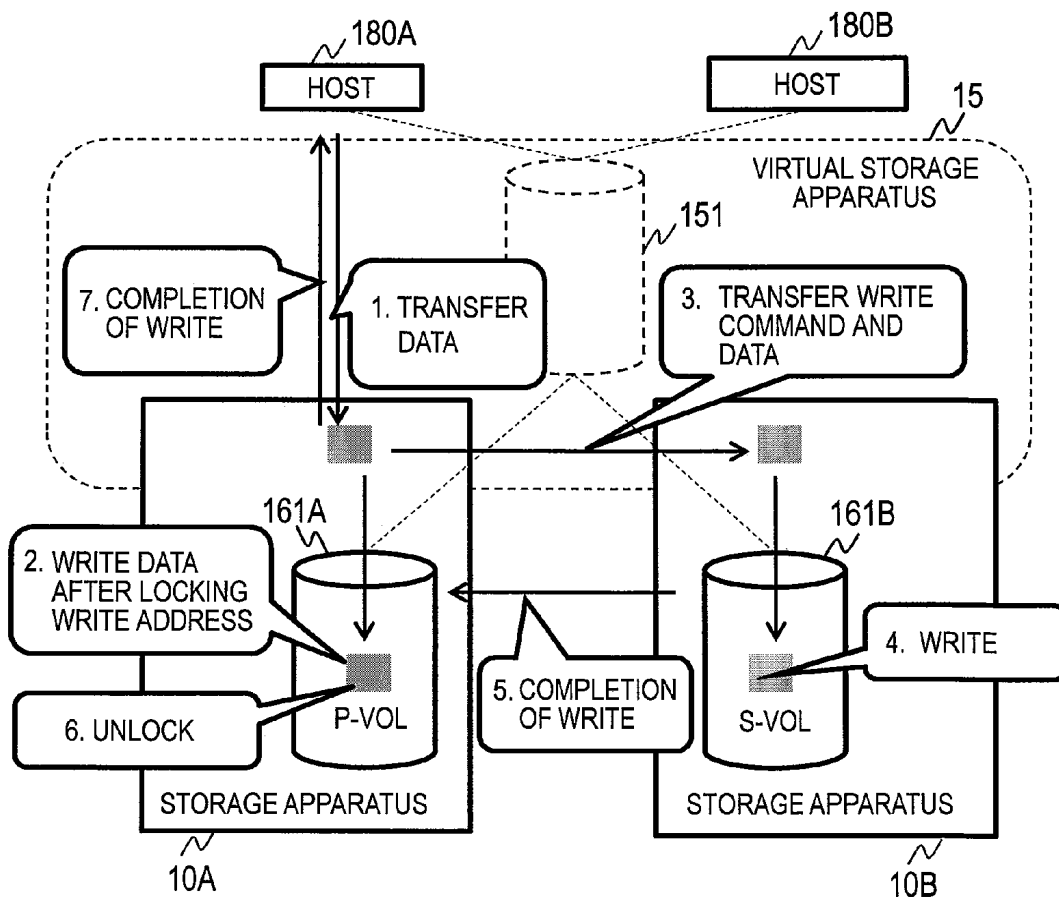 180A
180B
HOST
HOST
15
VIRTUAL STORAGE
APPARATUS
151
7. COMPLETION
OF WRITE
1. TRANSFER
DATA
3. TRANSFER WRITE
COMMAND AND
DATA
161A
161B
2. WRITE DATA
AFTER LOCKING
WRITE ADDRESS
4. WRITE
5. COMPLETION
OF WRITE
6. UNLOCK
P-VOL
S-VOL
STORAGE APPARATUS
STORAGE APPARATUS
10A
10B